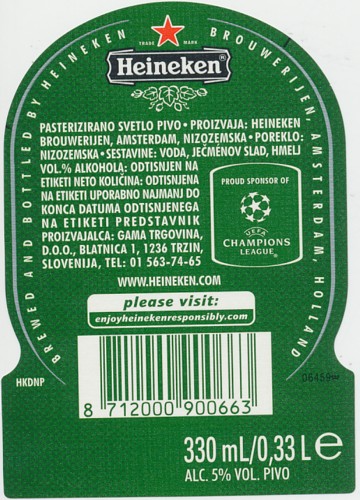 BREWED AND BOTTLED BY HEINEKEN BROUWERIJEN, AMSTERDAM, HOLLAND
TRADE MARK
Heineken®
PASTERIZIRANO SVETLO PIVO • PROIZVAJA: HEINEKEN
BROUWERIJEN, AMSTERDAM, NIZOZEMSKA • POREKLO:
NIZOZEMSKA • SESTAVINE: VODA, JEČMENOV SLAD, HMELJ
VOL.% ALKOHOLA: ODTISNJEN NA
ETIKETI NETO KOLIČINA: ODTISNJENA
NA ETIKETI UPORABNO NAJMANJ DO
KONCA DATUMA ODTISNJENEGA
NA ETIKETI PREDSTAVNIK
PROIZVAJALCA: GAMA TRGOVINA,
D.O.O., BLATNICA 1, 1236 TRZIN,
SLOVENIJA, TEL: 01 563-74-65
PROUD SPONSOR OF
UEFA
CHAMPIONS
LEAGUE
WWW.HEINEKEN.COM
please visit:
enjoyheinekenresponsibly.com
HKDNP
8 712000 900663
330 mL/0,33 L e
ALC. 5% VOL. PIVO